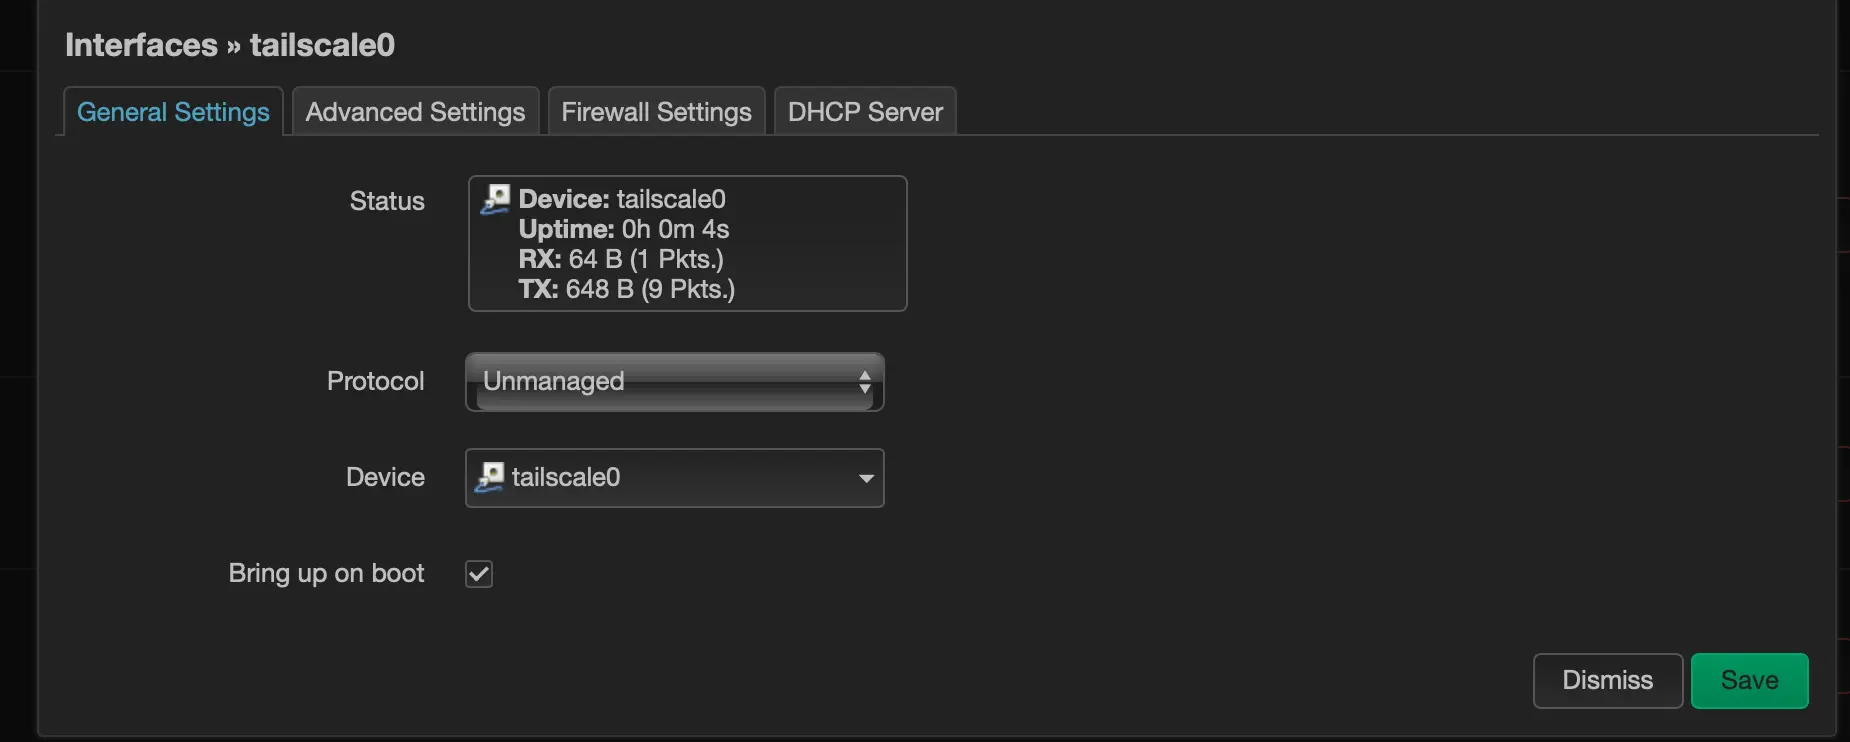 Interfaces » tailscale0
General Settings
Advanced Settings
Firewall Settings
DHCP Server
Status
Device: tailscale0
Uptime: 0h 0m 4s
RX: 64 B (1 Pkts.)
TX: 648 B (9 Pkts.)
Protocol
Unmanaged
Device
tailscale0
Bring up on boot
Dismiss
Save